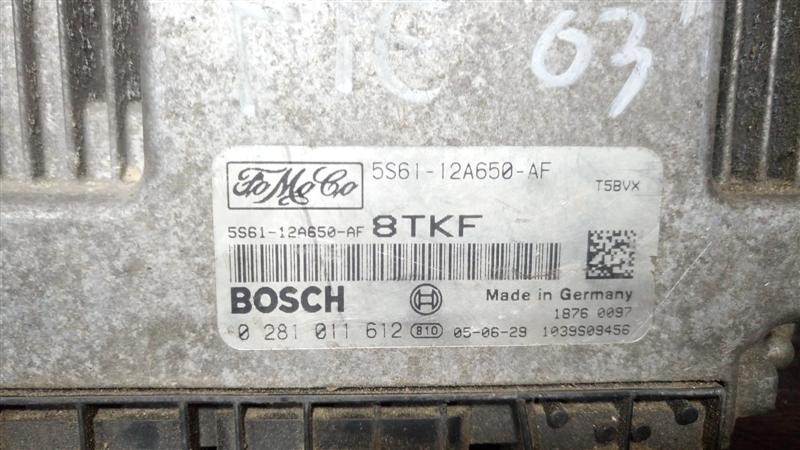 63
FoMoCo 5S61-12A650-AF
T5BVX
5S61-12A650-AF 8TKF
BOSCH Made in Germany
1876 0097
0 281 011 612 810 05-06-29 1039S09456